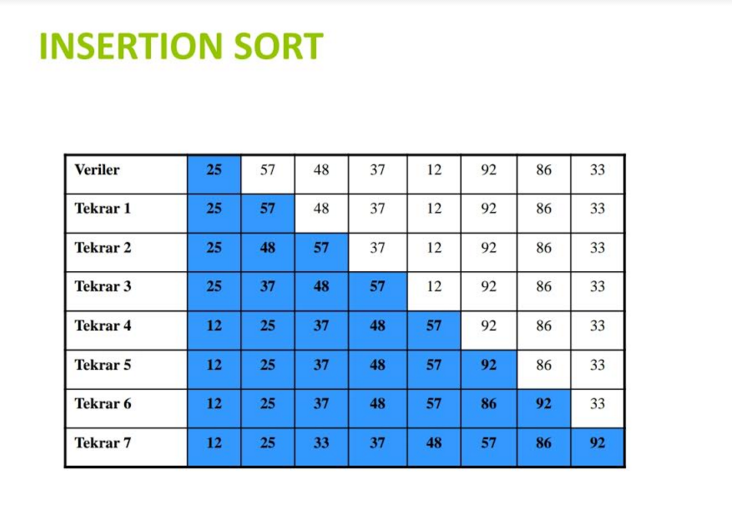 INSERTION SORT
Veriler 25 57 48 37 12 92 86 33
Tekrar 1 25 57 48 37 12 92 86 33
Tekrar 2 25 48 57 37 12 92 86 33
Tekrar 3 25 37 48 57 12 92 86 33
Tekrar 4 12 25 37 48 57 92 86 33
Tekrar 5 12 25 37 48 57 92 86 33
Tekrar 6 12 25 37 48 57 86 92 33
Tekrar 7 12 25 33 37 48 57 86 92